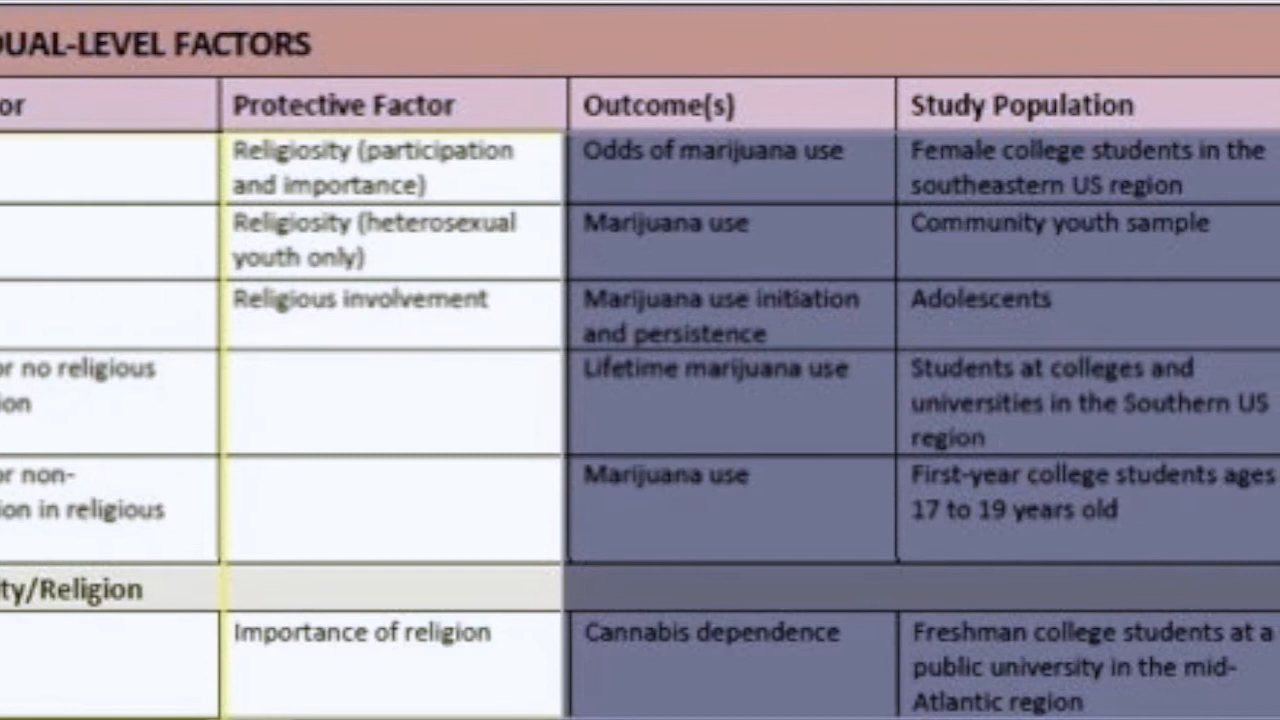 DUAL-LEVEL FACTORS
or Protective Factor Outcome(s) Study Population
Religiosity (participation Odds of marijuana use Female college students in the
and importance) southeastern US region
Religiosity (heterosexual Marijuana use Community youth sample
youth only)
Religious involvement Marijuana use initiation Adolescents
and persistence
or no religious Lifetime marijuana use Students at colleges and
ion universities in the Southern US
region
or non- Marijuana use First-year college students ages
ion in religious 17 to 19 years old
ty/Religion
Importance of religion Cannabis dependence Freshman college students at a
public university in the mid-
Atlantic region